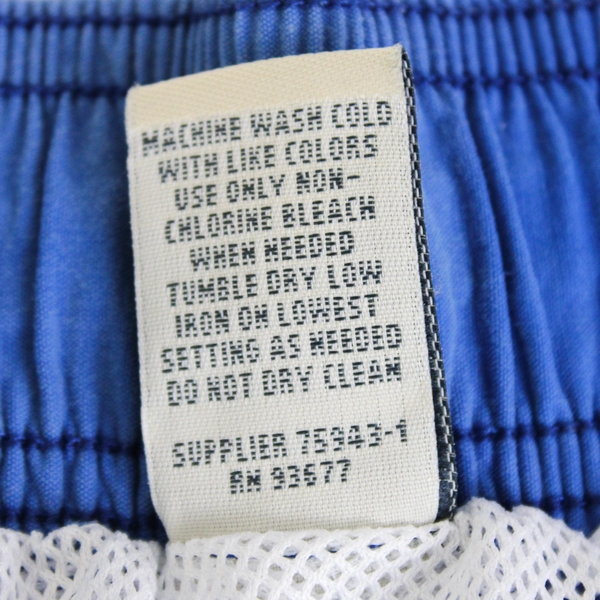 MACHINE WASH COLD
WITH LIKE COLORS
USE ONLY NON-
CHLORINE BLEACH
WHEN NEEDED
TUMBLE DRY LOW
IRON ON LOWEST
SETTING AS NEEDED
DO NOT DRY CLEAN
SUPPLIER 75943-1
RN 93677